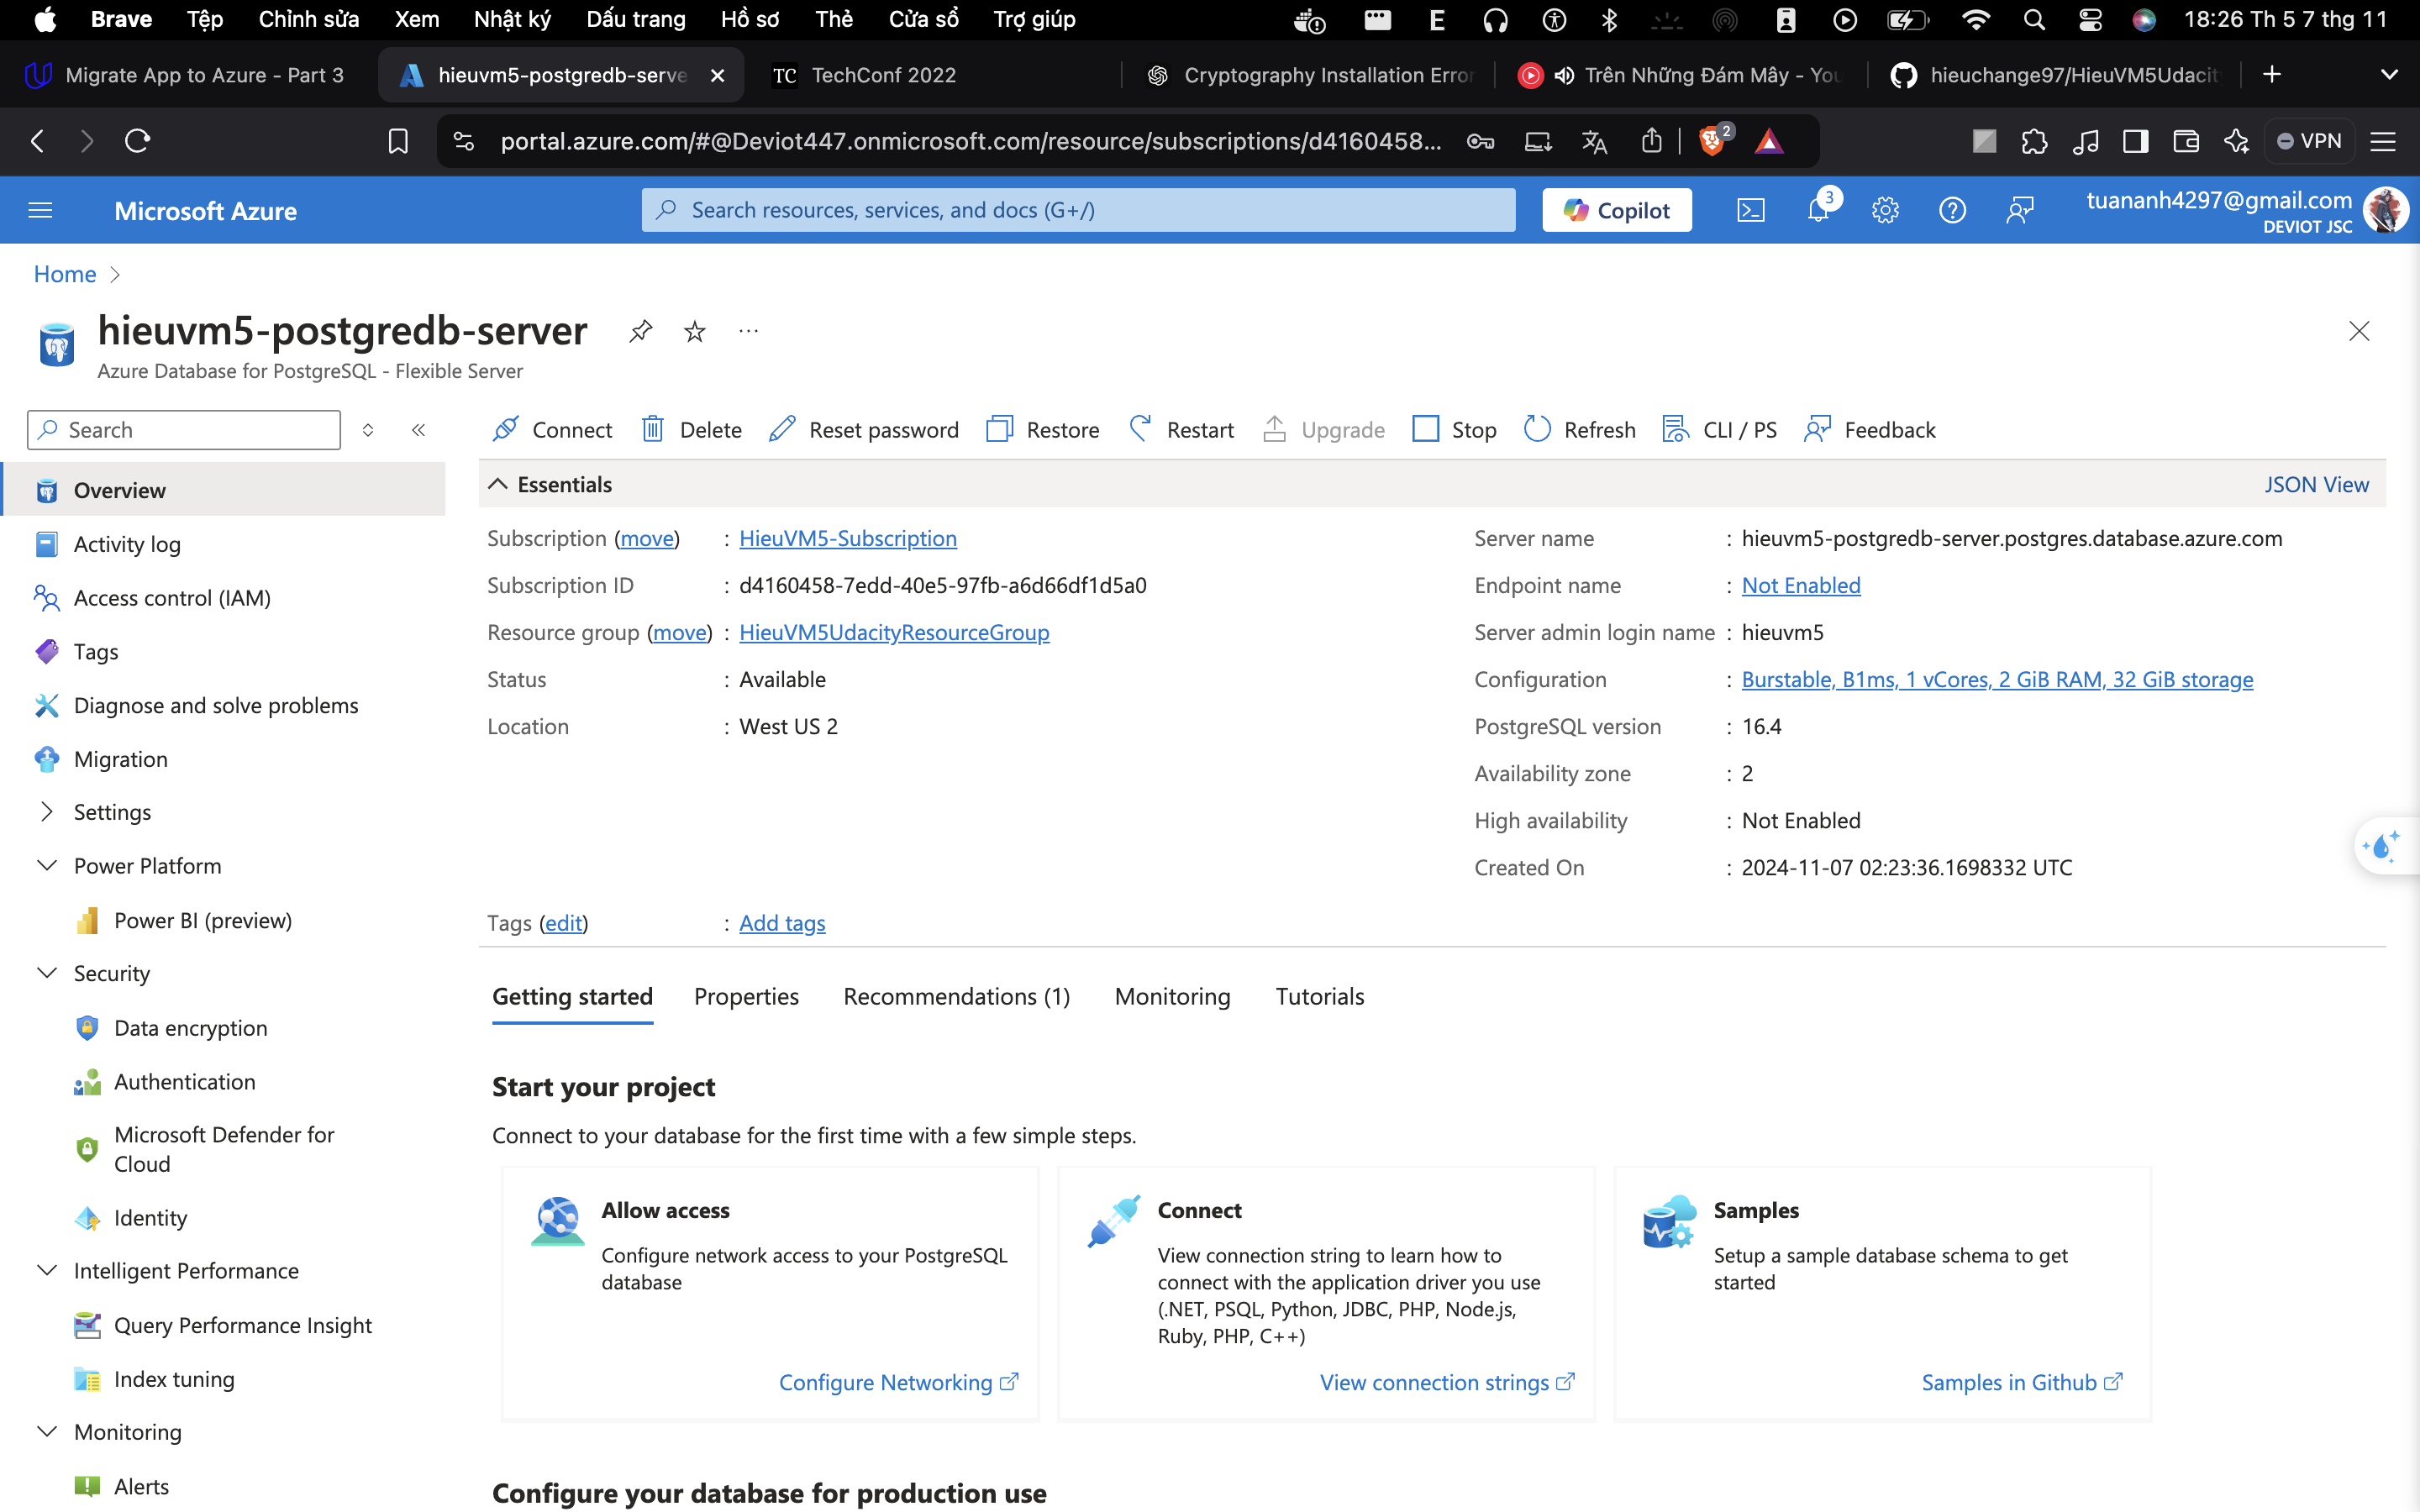 Brave Tệp Chỉnh sửa Xem Nhật ký Dấu trang Hồ sơ Thẻ Cửa sổ Trợ giúp E 18:26 Th 5 7 thg 11
Migrate App to Azure - Part 3 hieuvm5-postgredb-serve TC TechConf 2022 Cryptography Installation Error Trên Những Đám Mây - You hieuchange97/HieuVM5Udacit
portal.azure.com/#@Deviot447.onmicrosoft.com/resource/subscriptions/d4160458... 2 VPN
Microsoft Azure Search resources, services, and docs (G+/) Copilot 3 tuananh4297@gmail.com
DEVIOT JSC
Home
hieuvm5-postgredb-server
Azure Database for PostgreSQL - Flexible Server
Search
Connect Delete Reset password Restore Restart Upgrade Stop Refresh CLI / PS Feedback
Overview
Activity log
Access control (IAM)
Tags
Diagnose and solve problems
Migration
Settings
Power Platform
Power BI (preview)
Security
Data encryption
Authentication
Microsoft Defender for
Cloud
Identity
Intelligent Performance
Query Performance Insight
Index tuning
Monitoring
Alerts
Essentials JSON View
Subscription (move) : HieuVM5-Subscription
Subscription ID : d4160458-7edd-40e5-97fb-a6d66df1d5a0
Resource group (move) : HieuVM5UdacityResourceGroup
Status : Available
Location : West US 2
Server name : hieuvm5-postgredb-server.postgres.database.azure.com
Endpoint name : Not Enabled
Server admin login name : hieuvm5
Configuration : Burstable, B1ms, 1 vCores, 2 GiB RAM, 32 GiB storage
PostgreSQL version : 16.4
Availability zone : 2
High availability : Not Enabled
Created On : 2024-11-07 02:23:36.1698332 UTC
Tags (edit) : Add tags
Getting started Properties Recommendations (1) Monitoring Tutorials
Start your project
Connect to your database for the first time with a few simple steps.
Allow access
Configure network access to your PostgreSQL
database
Configure Networking
Connect
View connection string to learn how to
connect with the application driver you use
(.NET, PSQL, Python, JDBC, PHP, Node.js,
Ruby, PHP, C++)
View connection strings
Samples
Setup a sample database schema to get
started
Samples in Github
Configure your database for production use